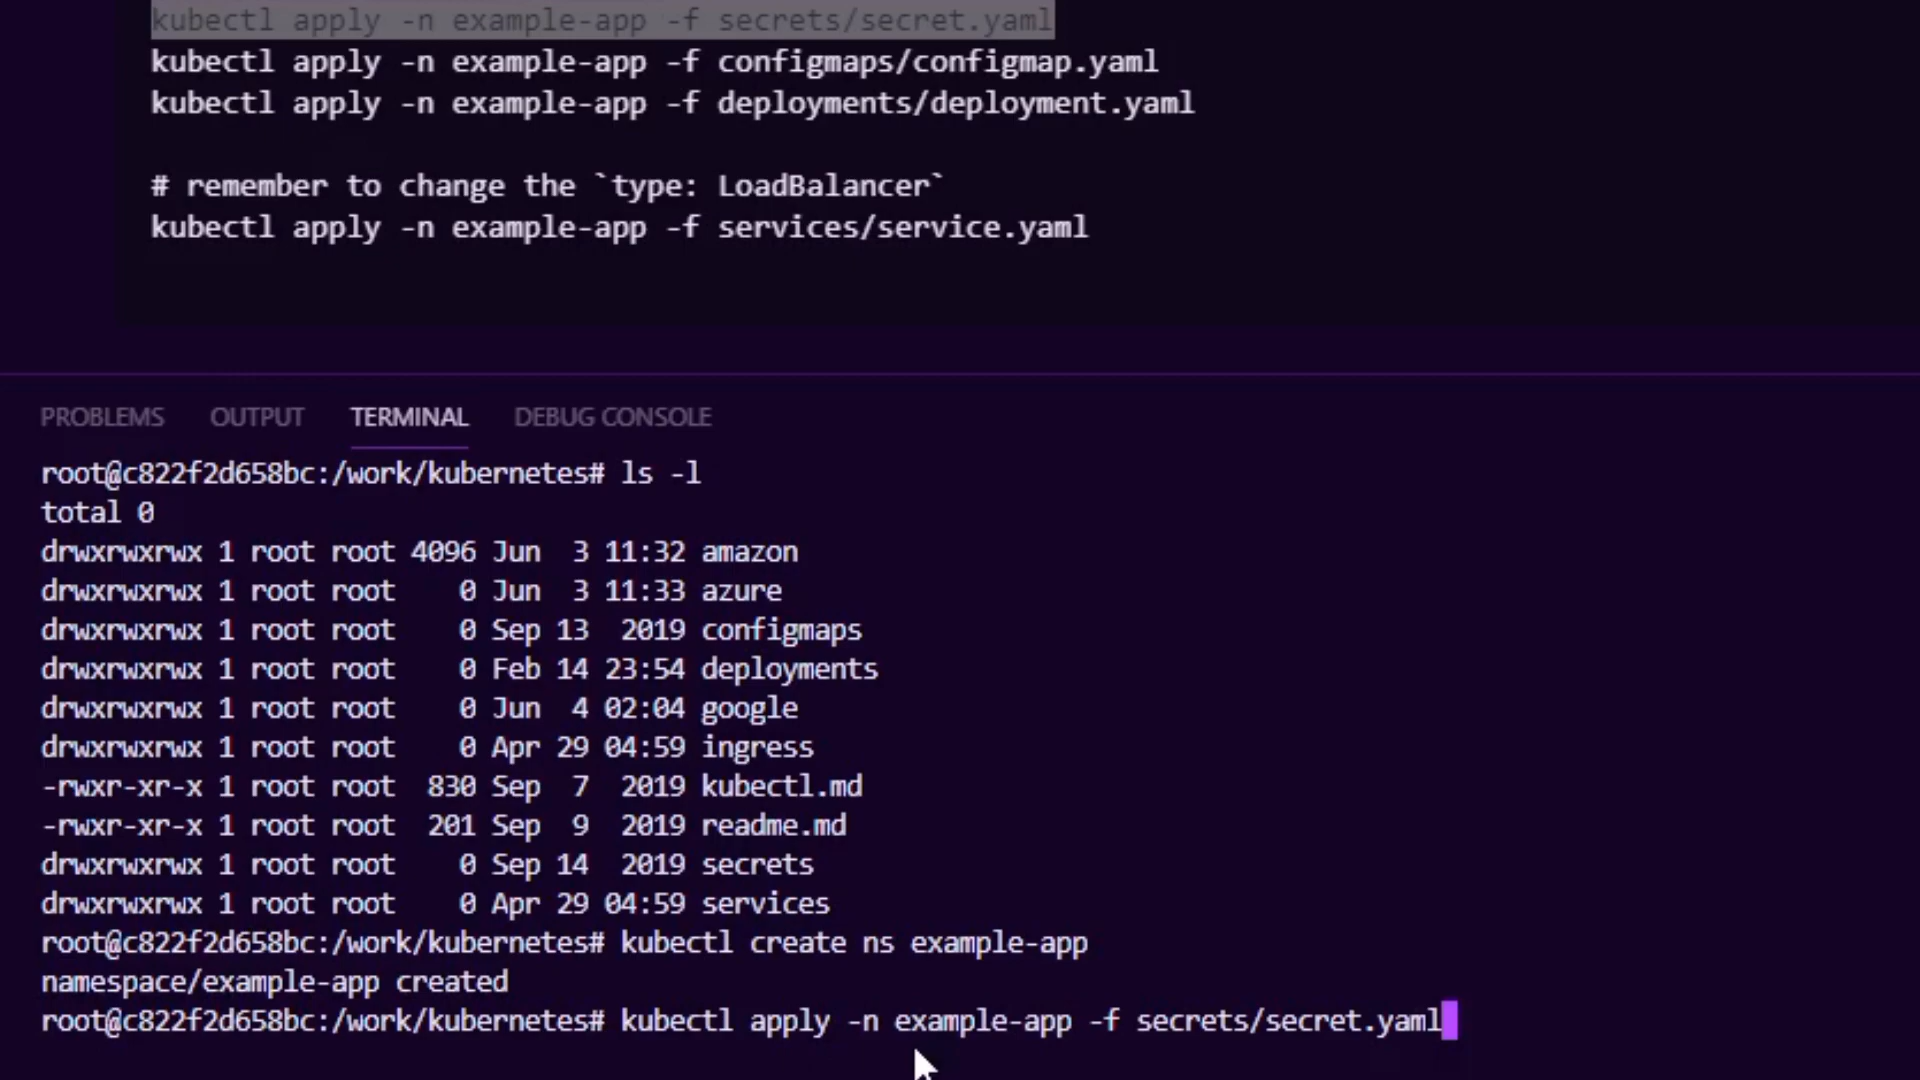 kubectl apply -n example-app -f secrets/secret.yaml
kubectl apply -n example-app -f configmaps/configmap.yaml
kubectl apply -n example-app -f deployments/deployment.yaml
# remember to change the `type: LoadBalancer`
kubectl apply -n example-app -f services/service.yaml
PROBLEMS OUTPUT TERMINAL DEBUG CONSOLE
root@c822f2d658bc:/work/kubernetes# ls -l
total 0
drwxrwxrwx 1 root root 4096 Jun  3 11:32 amazon
drwxrwxrwx 1 root root    0 Jun  3 11:33 azure
drwxrwxrwx 1 root root    0 Sep 13  2019 configmaps
drwxrwxrwx 1 root root    0 Feb 14 23:54 deployments
drwxrwxrwx 1 root root    0 Jun  4 02:04 google
drwxrwxrwx 1 root root    0 Apr 29 04:59 ingress
-rwxr-xr-x 1 root root  830 Sep  7  2019 kubectl.md
-rwxr-xr-x 1 root root  201 Sep  9  2019 readme.md
drwxrwxrwx 1 root root    0 Sep 14  2019 secrets
drwxrwxrwx 1 root root    0 Apr 29 04:59 services
root@c822f2d658bc:/work/kubernetes# kubectl create ns example-app
namespace/example-app created
root@c822f2d658bc:/work/kubernetes# kubectl apply -n example-app -f secrets/secret.yaml